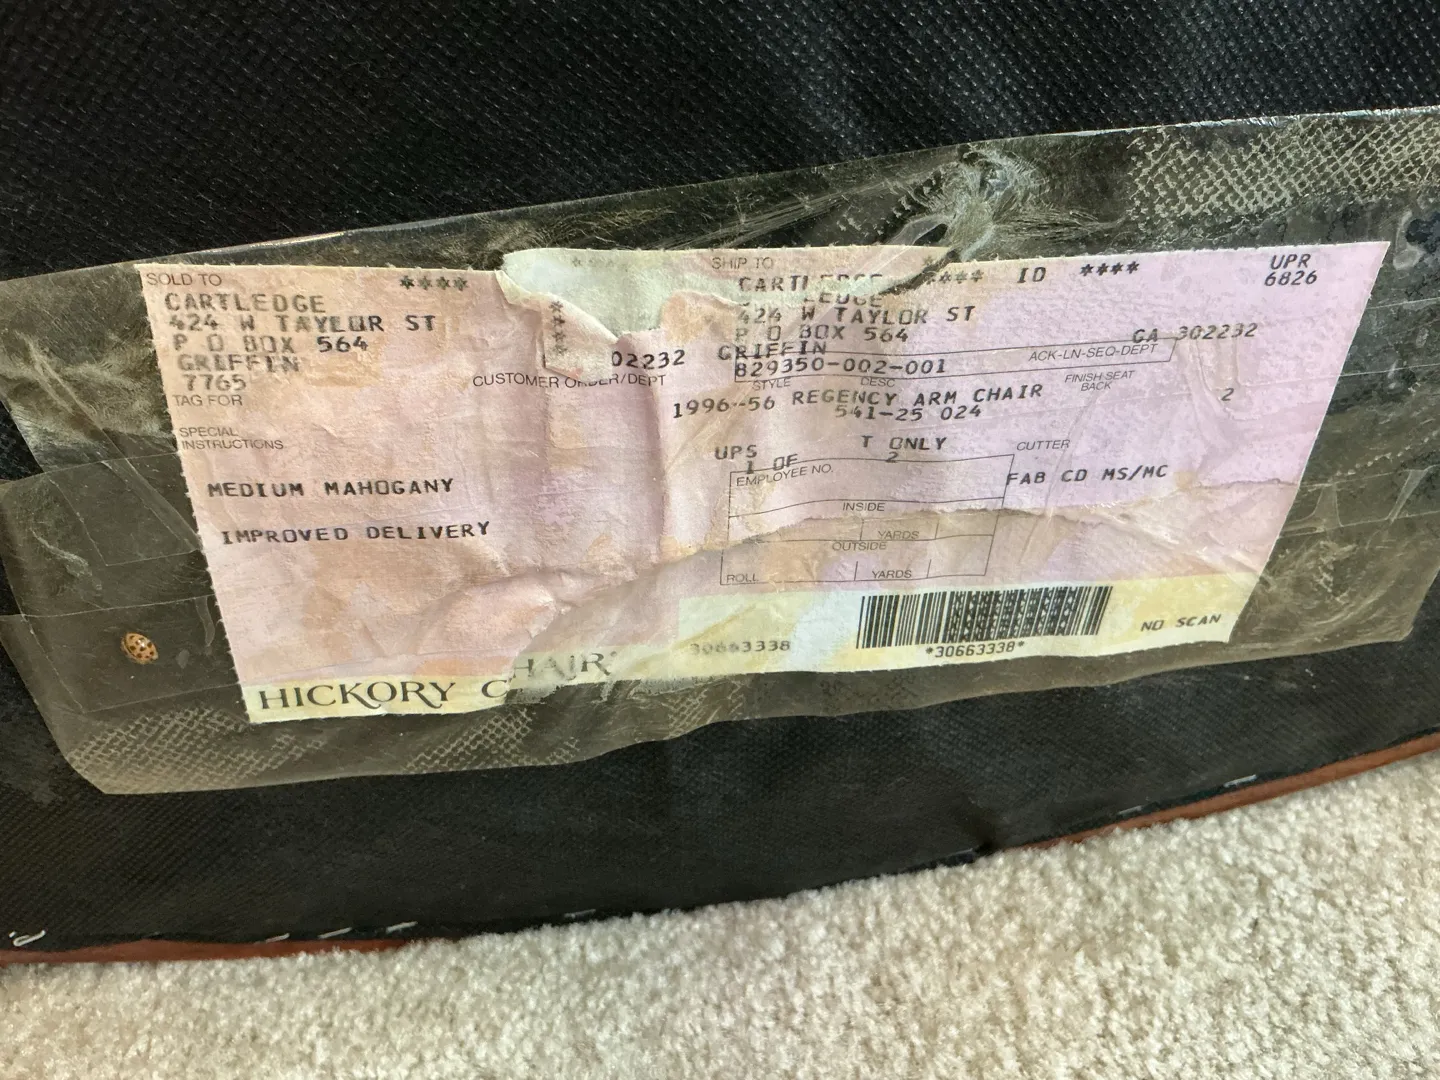 SOLD TO
****
CARTLEDGE
424 W TAYLOR ST
P O BOX 564
GRIFFIN
02232
7765
CUSTOMER ORDER/DEPT
TAG FOR
SPECIAL
INSTRUCTIONS
MEDIUM MAHOGANY
IMPROVED DELIVERY
HICKORY CHAIR
SHIP TO
**** ID ****
UPR
6826
CARTLEDGE
424 W TAYLOR ST
P O BOX 564
GRIFFIN
GA 302232
829350-002-001
ACK-LN-SEQ-DEPT
STYLE
DESC
FINISH SEAT
BACK
1996-56 REGENCY ARM CHAIR
2
541-25 024
UPS
T ONLY
CUTTER
1 OF 2
EMPLOYEE NO.
FAB CD MS/MC
INSIDE
YARDS
OUTSIDE
ROLL
YARDS
30663338
*30663338*
NO SCAN